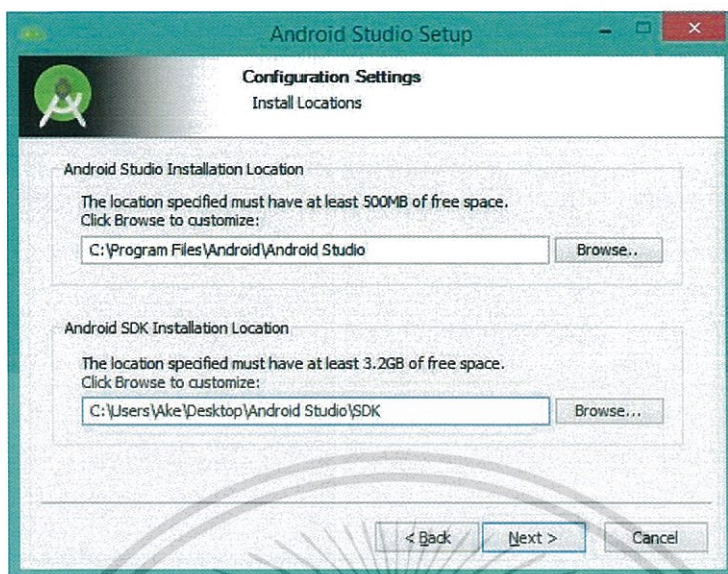 Android Studio Setup
Configuration Settings
Install Locations
Android Studio Installation Location
The location specified must have at least 500MB of free space.
Click Browse to customize:
C:\Program Files\Android\Android Studio
Browse..
Android SDK Installation Location
The location specified must have at least 3.2GB of free space.
Click Browse to customize:
C:\Users\Ake\Desktop\Android Studio\SDK
Browse...
< Back
Next >
Cancel